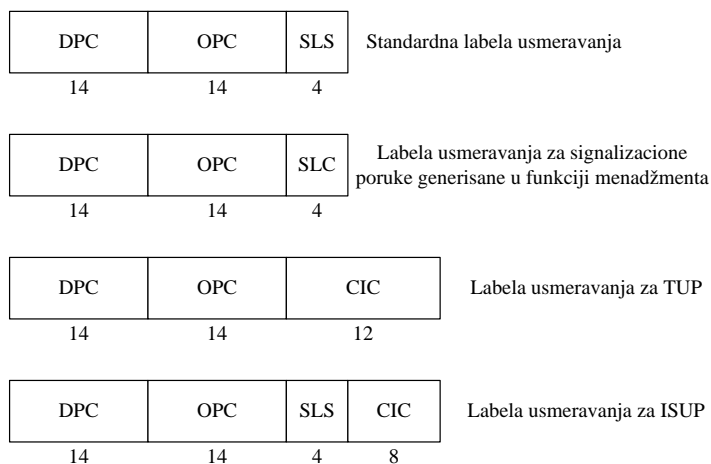 DPC OPC SLS Standardna labela usmeravanja
14 14 4
DPC OPC SLC Labela usmeravanja za signalizacione
poruke generisane u funkciji menadžmenta
14 14 4
DPC OPC CIC Labela usmeravanja za TUP
14 14 12
DPC OPC SLS CIC Labela usmeravanja za ISUP
14 14 4 8